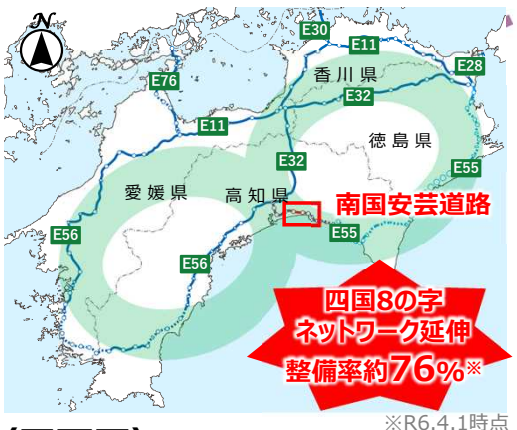 N
E30
E11
E28
E76
香川県
E32
E11
徳島県
E32
E55
愛媛県
高知県
南国安芸道路
E56
E55
E56
四国8の字
ネットワーク延伸
整備率約76%※
※R6.4.1時点